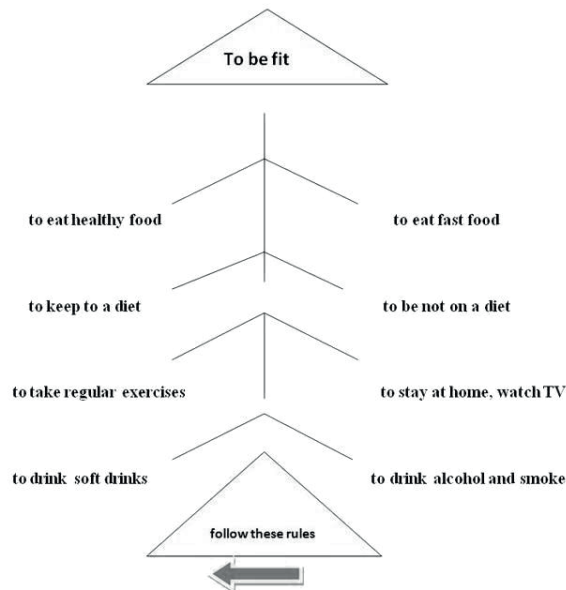 To be fit
to eat healthy food
to eat fast food
to keep to a diet
to be not on a diet
to take regular exercises
to stay at home, watch TV
to drink soft drinks
to drink alcohol and smoke
follow these rules